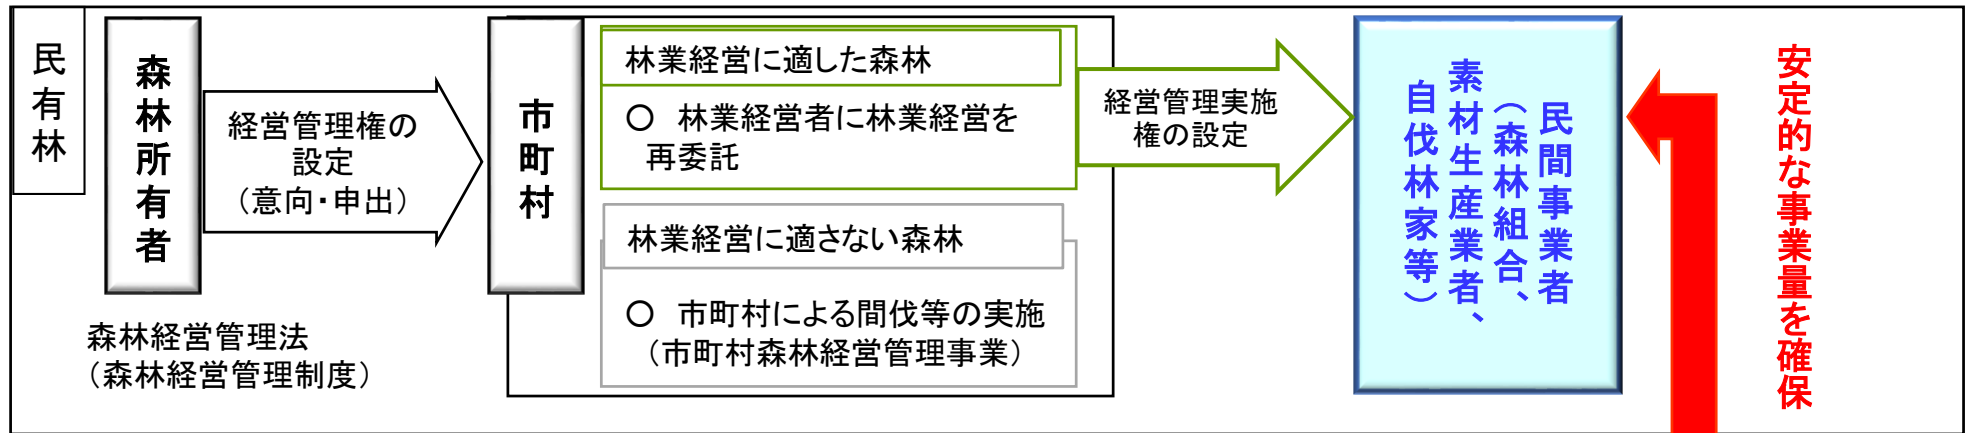 民有林
森林所有者
経営管理権の
設定
（意向・申出）
森林経営管理法
（森林経営管理制度）
市町村
林業経営に適した森林
○　林業経営者に林業経営を
再委託
林業経営に適さない森林
○　市町村による間伐等の実施
（市町村森林経営管理事業）
経営管理実施
権の設定
民間事業者
（森林組合、
素材生産業者、
自伐林家等）
安定的な事業量を確保